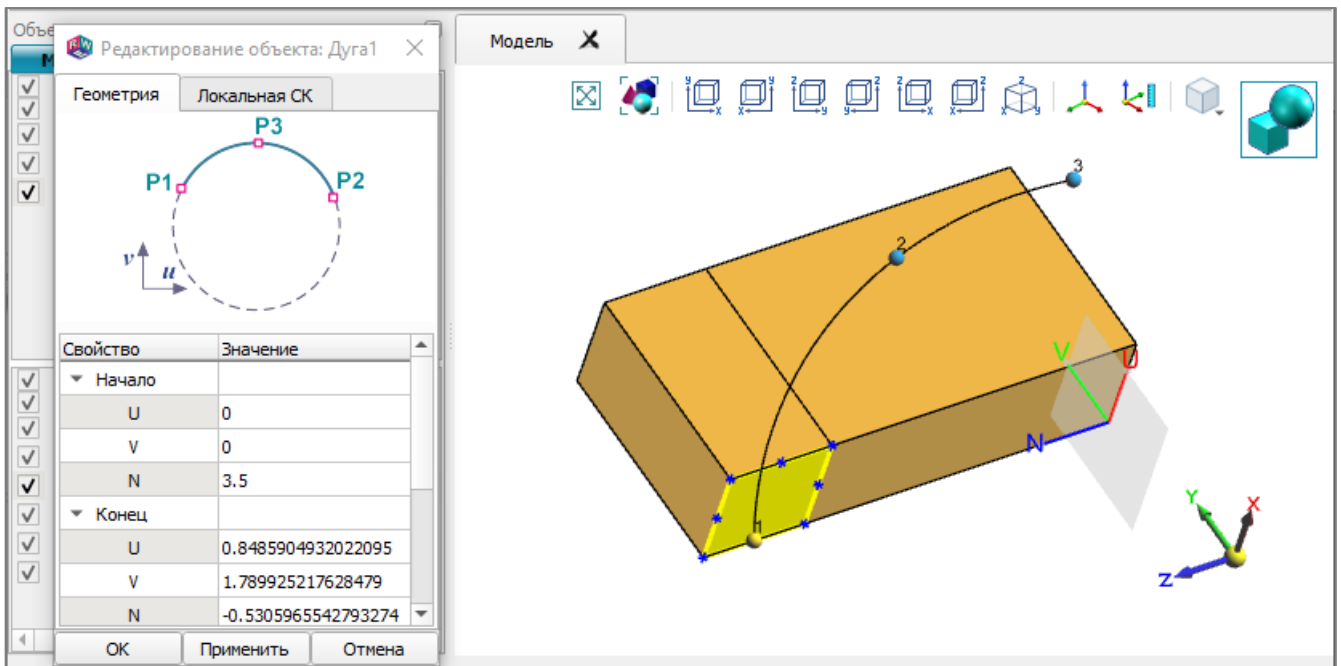 Объе
Редактирование объекта: Дуга1
М
Геометрия Локальная СК
P3
P1
P2
v
u
Свойство Значение
Начало
U 0
V 0
N 3.5
Конец
U 0.8485904932022095
V 1.789925217628479
N -0.5305965542793274
ОК Применить Отмена
Модель
y x
x y
z y
y z
z x
x z
z x y
3
2
1
V
U
N
Y
X
Z